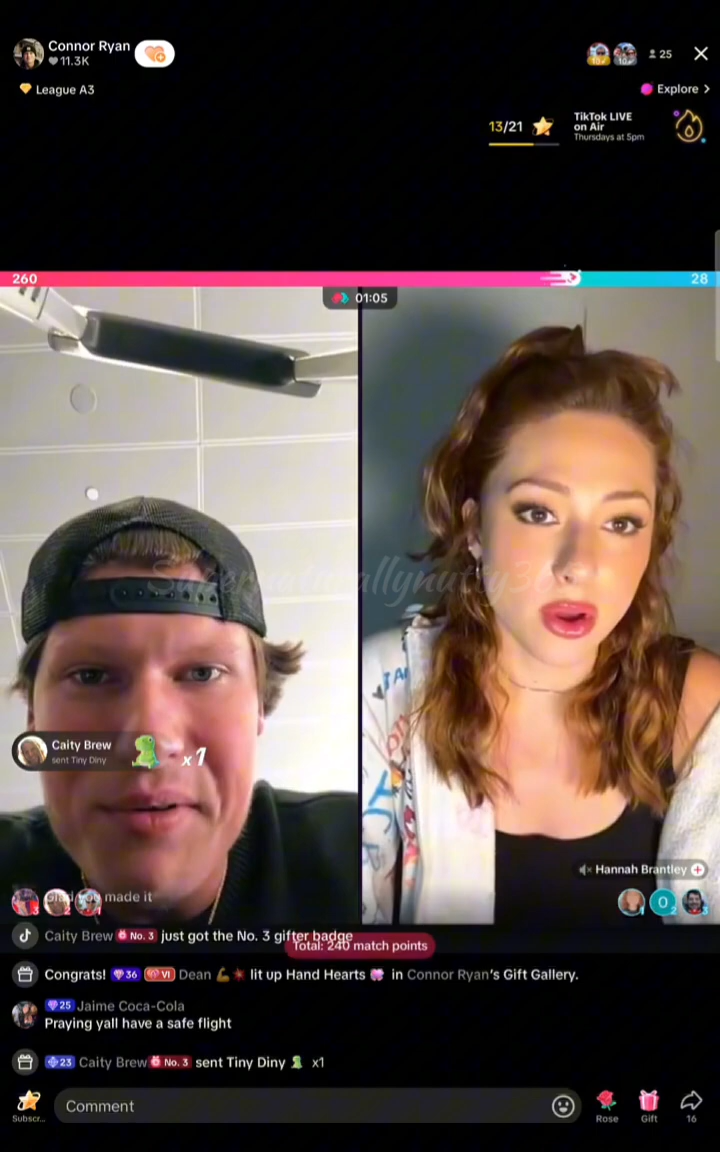 Connor Ryan
11.3K
25
League A3
Explore >
13/21
TikTok LIVE
on Air
Thursdays at 5pm
260
28
01:05
Caity Brew
sent Tiny Diny
x1
Hannah Brantley
Glad you made it
Caity Brew No. 3 just got the No. 3 gifter badge
Total: 240 match points
Congrats! 36 VI Dean 💪💥 lit up Hand Hearts in Connor Ryan's Gift Gallery.
25 Jaime Coca-Cola
Praying yall have a safe flight
23 Caity Brew No. 3 sent Tiny Diny x1
Subscr...
Comment
Rose
Gift
16